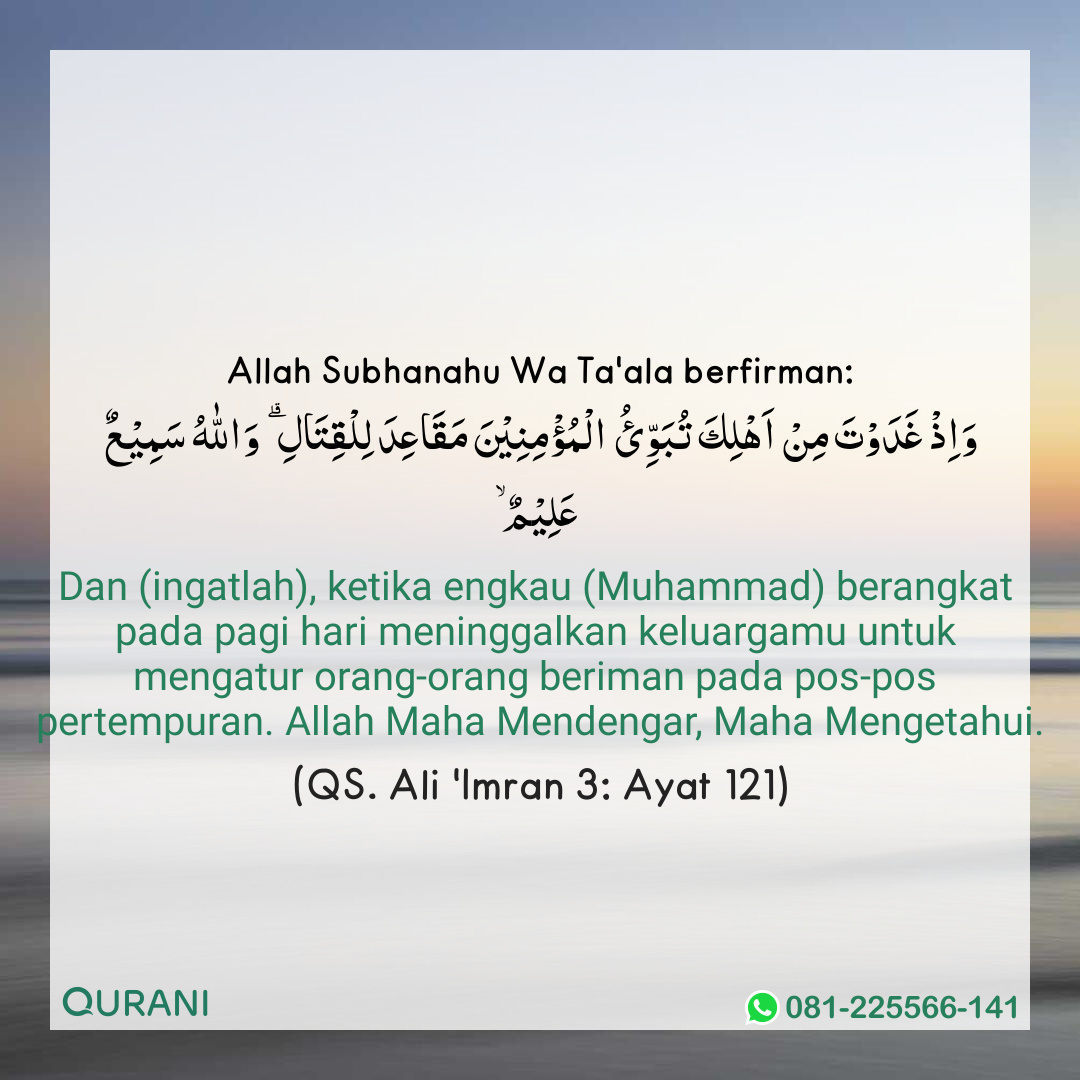 Allah Subhanahu Wa Ta'ala berfirman:
وَاِذْ غَدَوْتَ مِنْ اَهْلِكَ تُبَوِّئُ الْمُؤْمِنِيْنَ مَقَاعِدَ لِلْقِتَالِ ۗ وَاللّٰهُ سَمِيْعٌ
عَلِيْمٌ ۙ
Dan (ingatlah), ketika engkau (Muhammad) berangkat
pada pagi hari meninggalkan keluargamu untuk
mengatur orang-orang beriman pada pos-pos
pertempuran. Allah Maha Mendengar, Maha Mengetahui.
(QS. Ali 'Imran 3: Ayat 121)
QURANI
081-225566-141